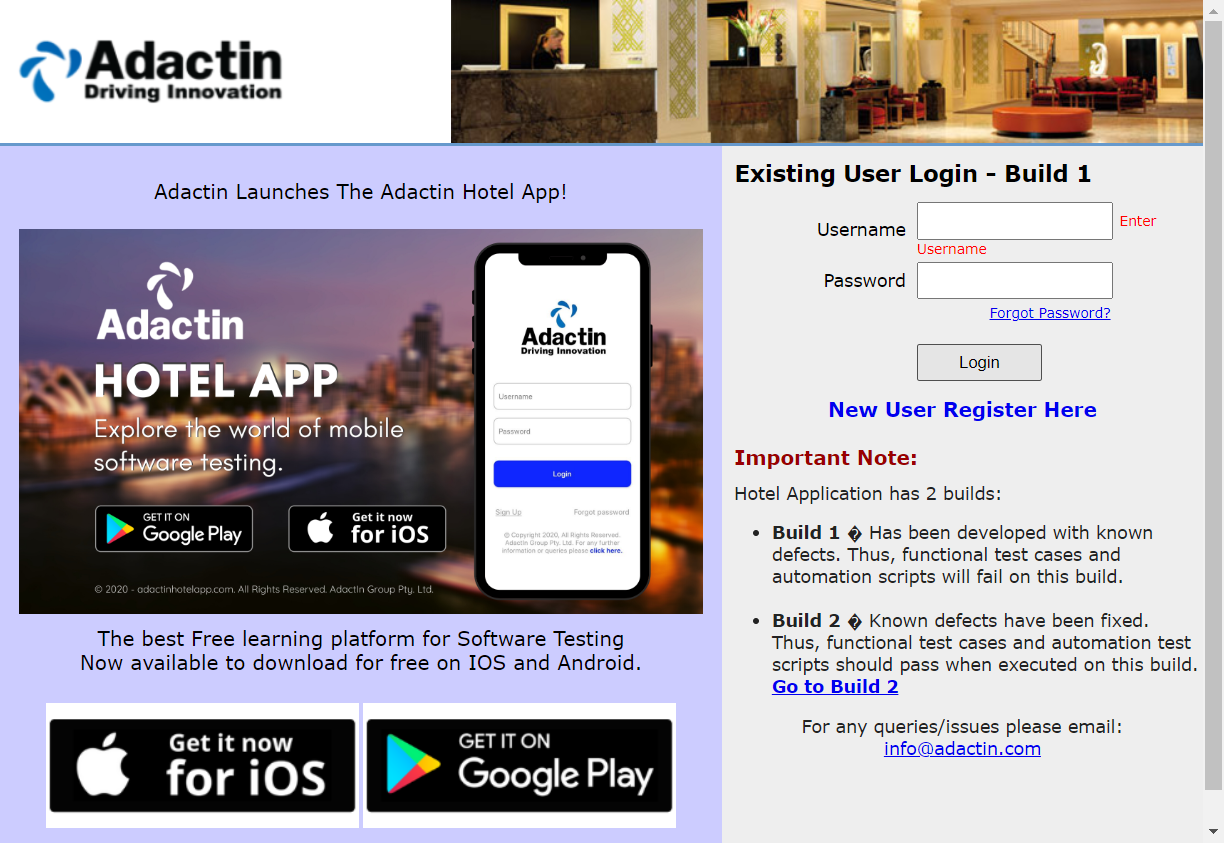 Adactin
Driving Innovation
Adactin Launches The Adactin Hotel App!
Adactin
HOTEL APP
Explore the world of mobile
software testing.
GET IT ON
Google Play
Get it now
for iOS
© 2020 - adactinhotelapp.com. All Rights Reserved. Adactin Group Pty. Ltd.
Adactin
Driving Innovation
Username
Password
Login
Sign Up
Forgot password
© Copyright 2020, All Rights Reserved.
Adactin Group Pty. Ltd. For any further
information or queries please click here.
The best Free learning platform for Software Testing
Now available to download for free on IOS and Android.
Get it now
for iOS
GET IT ON
Google Play
Existing User Login - Build 1
Username
Enter
Username
Password
Forgot Password?
Login
New User Register Here
Important Note:
Hotel Application has 2 builds:
• Build 1 � Has been developed with known
defects. Thus, functional test cases and
automation scripts will fail on this build.
• Build 2 � Known defects have been fixed.
Thus, functional test cases and automation test
scripts should pass when executed on this build.
Go to Build 2
For any queries/issues please email:
info@adactin.com